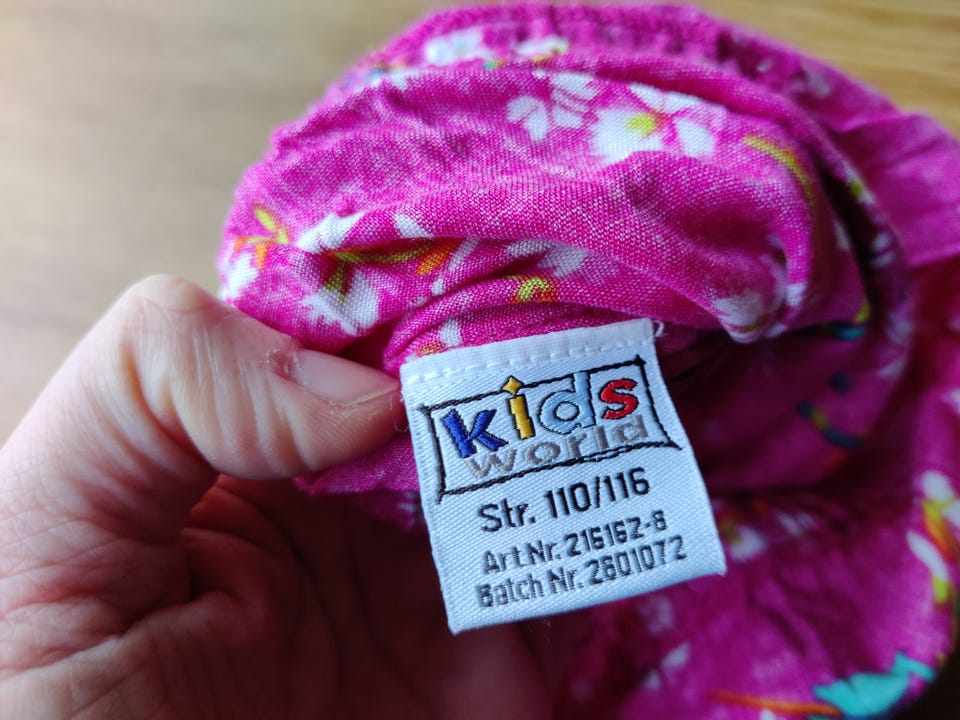 kids
world
Str. 110/116
Art Nr. 216162-8
Batch Nr. 2601072